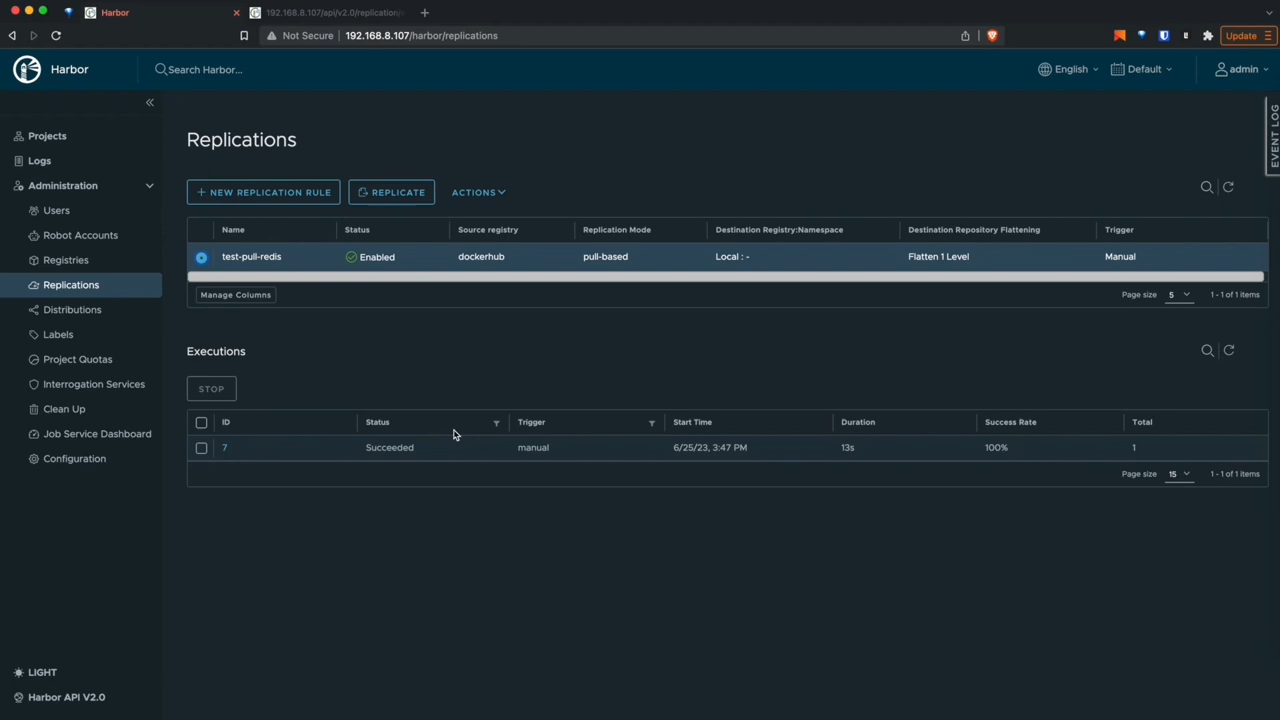 Harbor
192.168.8.107/api/v2.0/replication/
Not Secure 192.168.8.107/harbor/replications
Update
Harbor
Search Harbor...
English
Default
admin
EVENT LOG
Projects
Logs
Administration
Users
Robot Accounts
Registries
Replications
Distributions
Labels
Project Quotas
Interrogation Services
Clean Up
Job Service Dashboard
Configuration
LIGHT
Harbor API V2.0
Replications
+ NEW REPLICATION RULE
REPLICATE
ACTIONS
Name Status Source registry Replication Mode Destination Registry:Namespace Destination Repository Flattening Trigger
test-pull-redis Enabled dockerhub pull-based Local : - Flatten 1 Level Manual
Manage Columns Page size 5 1 - 1 of 1 items
Executions
STOP
ID Status Trigger Start Time Duration Success Rate Total
7 Succeeded manual 6/25/23, 3:47 PM 13s 100% 1
Page size 15 1 - 1 of 1 items